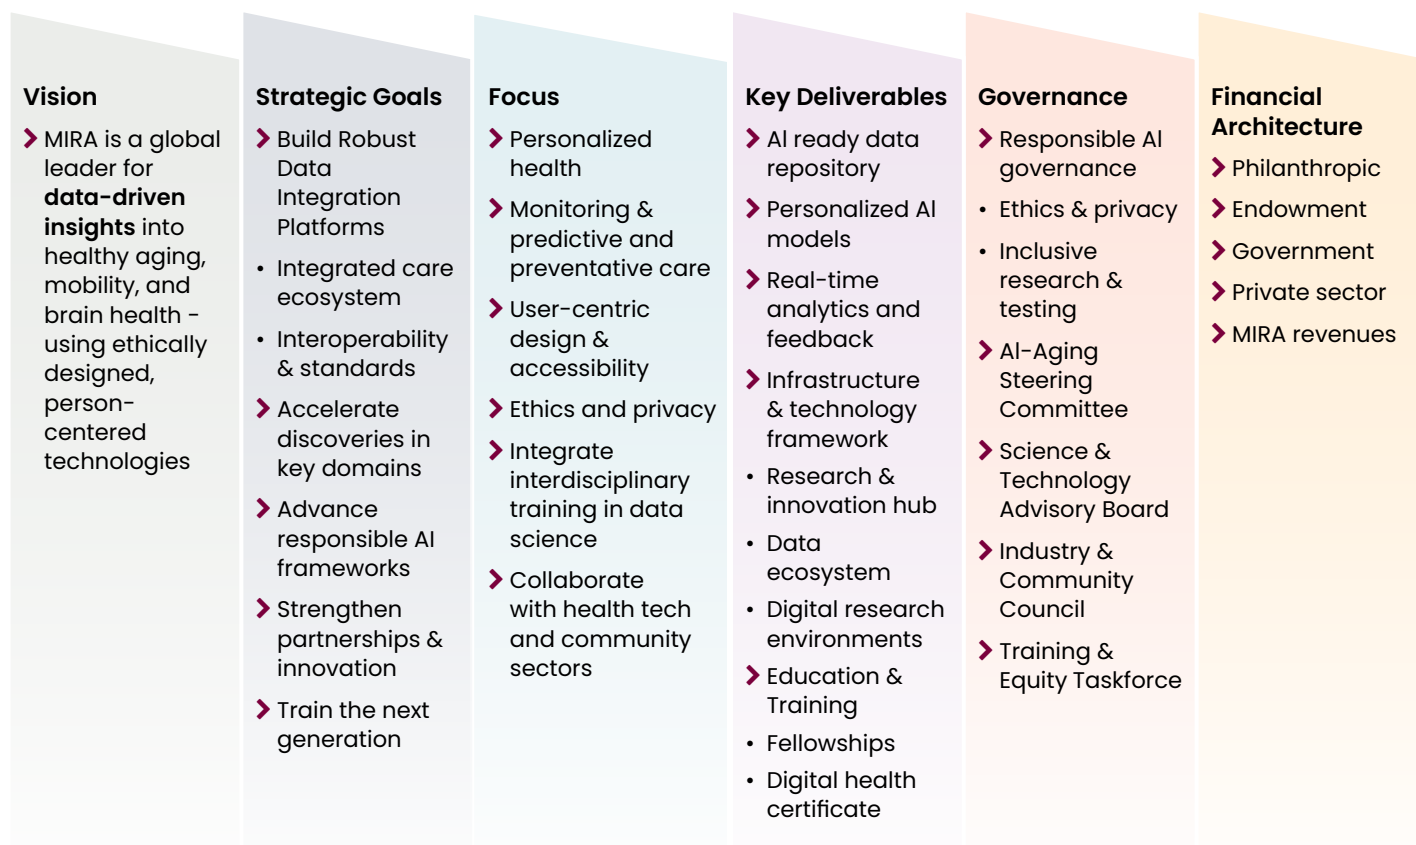 Vision
MIRA is a global
leader for
data-driven
insights into
healthy aging,
mobility, and
brain health -
using ethically
designed,
person-
centered
technologies
Strategic Goals
Build Robust
Data
Integration
Platforms
• Integrated care
ecosystem
• Interoperability
& standards
Accelerate
discoveries in
key domains
Advance
responsible AI
frameworks
Strengthen
partnerships &
innovation
Train the next
generation
Focus
Personalized
health
Monitoring &
predictive and
preventative care
User-centric
design &
accessibility
Ethics and privacy
Integrate
interdisciplinary
training in data
science
Collaborate
with health tech
and community
sectors
Key Deliverables
AI ready data
repository
Personalized AI
models
Real-time
analytics and
feedback
Infrastructure
& technology
framework
• Research &
innovation hub
• Data
ecosystem
• Digital research
environments
Education &
Training
• Fellowships
• Digital health
certificate
Governance
Responsible AI
governance
• Ethics & privacy
• Inclusive
research &
testing
AI-Aging
Steering
Committee
Science &
Technology
Advisory Board
Industry &
Community
Council
Training &
Equity Taskforce
Financial
Architecture
Philanthropic
Endowment
Government
Private sector
MIRA revenues